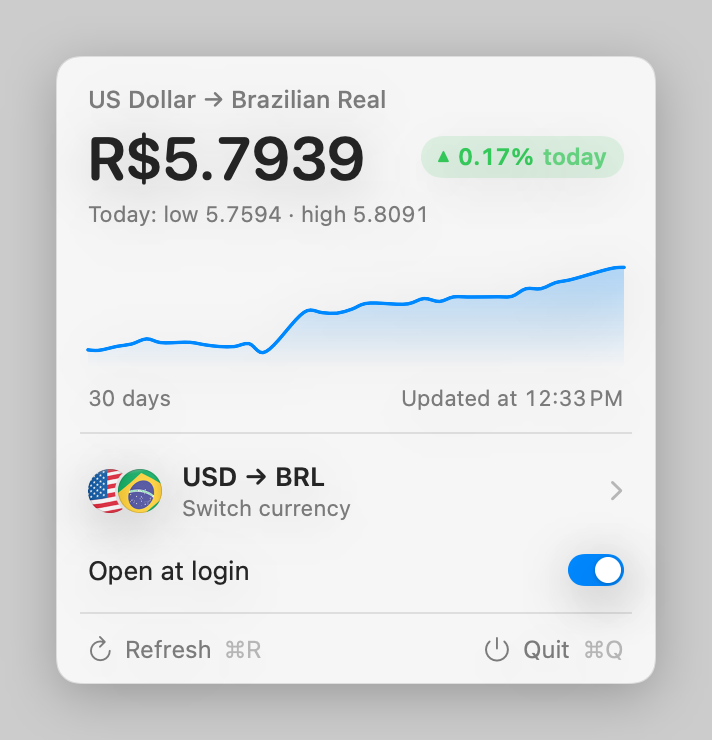 US Dollar → Brazilian Real
R$5.7939
▲ 0.17% today
Today: low 5.7594 · high 5.8091
30 days
Updated at 12:33 PM
USD → BRL
Switch currency
Open at login
Refresh ⌘R
Quit ⌘Q